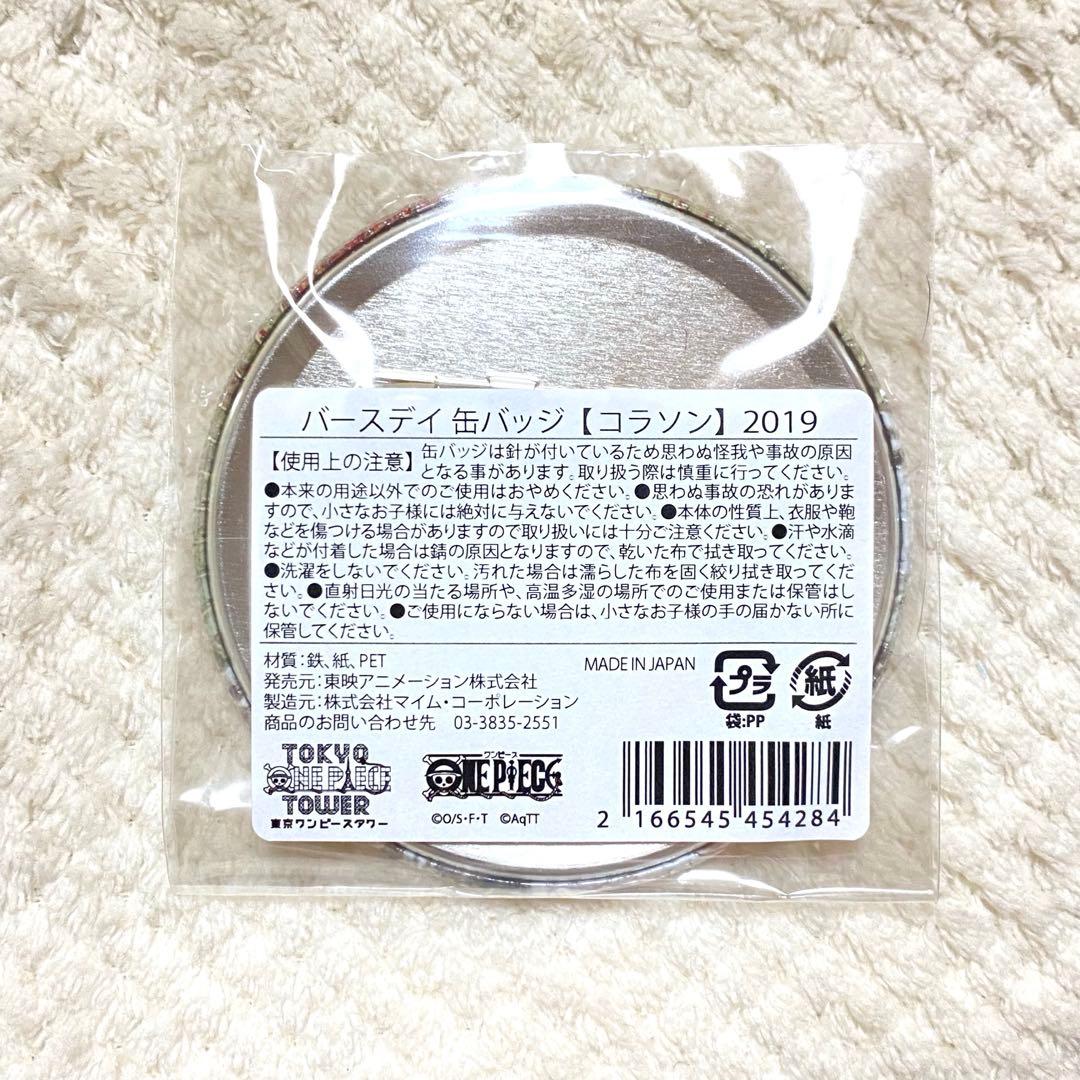 バースデイ 缶バッジ【コラソン】2019
【使用上の注意】缶バッジは針が付いているため思わぬ怪我や事故の原因
となる事があります。取り扱う際は慎重に行ってください。
●本来の用途以外でのご使用はおやめください。●思わぬ事故の恐れがありま
すので、小さなお子様には絶対に与えないでください。●本体の性質上、衣服や鞄
などを傷つける場合がありますので取り扱いには十分ご注意ください。●汗や水滴
などが付着した場合は錆の原因となりますので、乾いた布で拭き取ってください。
●洗濯をしないでください。汚れた場合は濡らした布を固く絞り拭き取ってくだ
さい。●直射日光の当たる場所や、高温多湿の場所でのご使用または保管はし
ないでください。●ご使用にならない場合は、小さなお子様の手の届かない所に
保管してください。
材質：鉄、紙、PET
MADE IN JAPAN
発売元：東映アニメーション株式会社
製造元：株式会社マイム・コーポレーション
商品のお問い合わせ先 03-3835-2551
プラ
袋:PP
紙
紙
TOKYO
ONE PIECE
TOWER
東京ワンピースタワー
ワンピース
ONE PIECE
©O/S・F・T ©AqTT
2 166545 454284